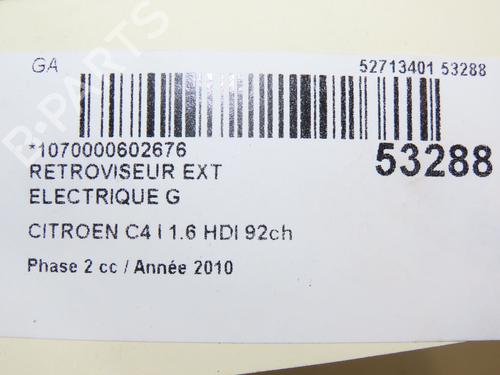 GA
52713401 53288
*1070000602676
53288
RETROVISEUR EXT
ELECTRIQUE G
CITROEN C4 I 1.6 HDI 92ch
Phase 2 cc / Année 2010
B-PARTS